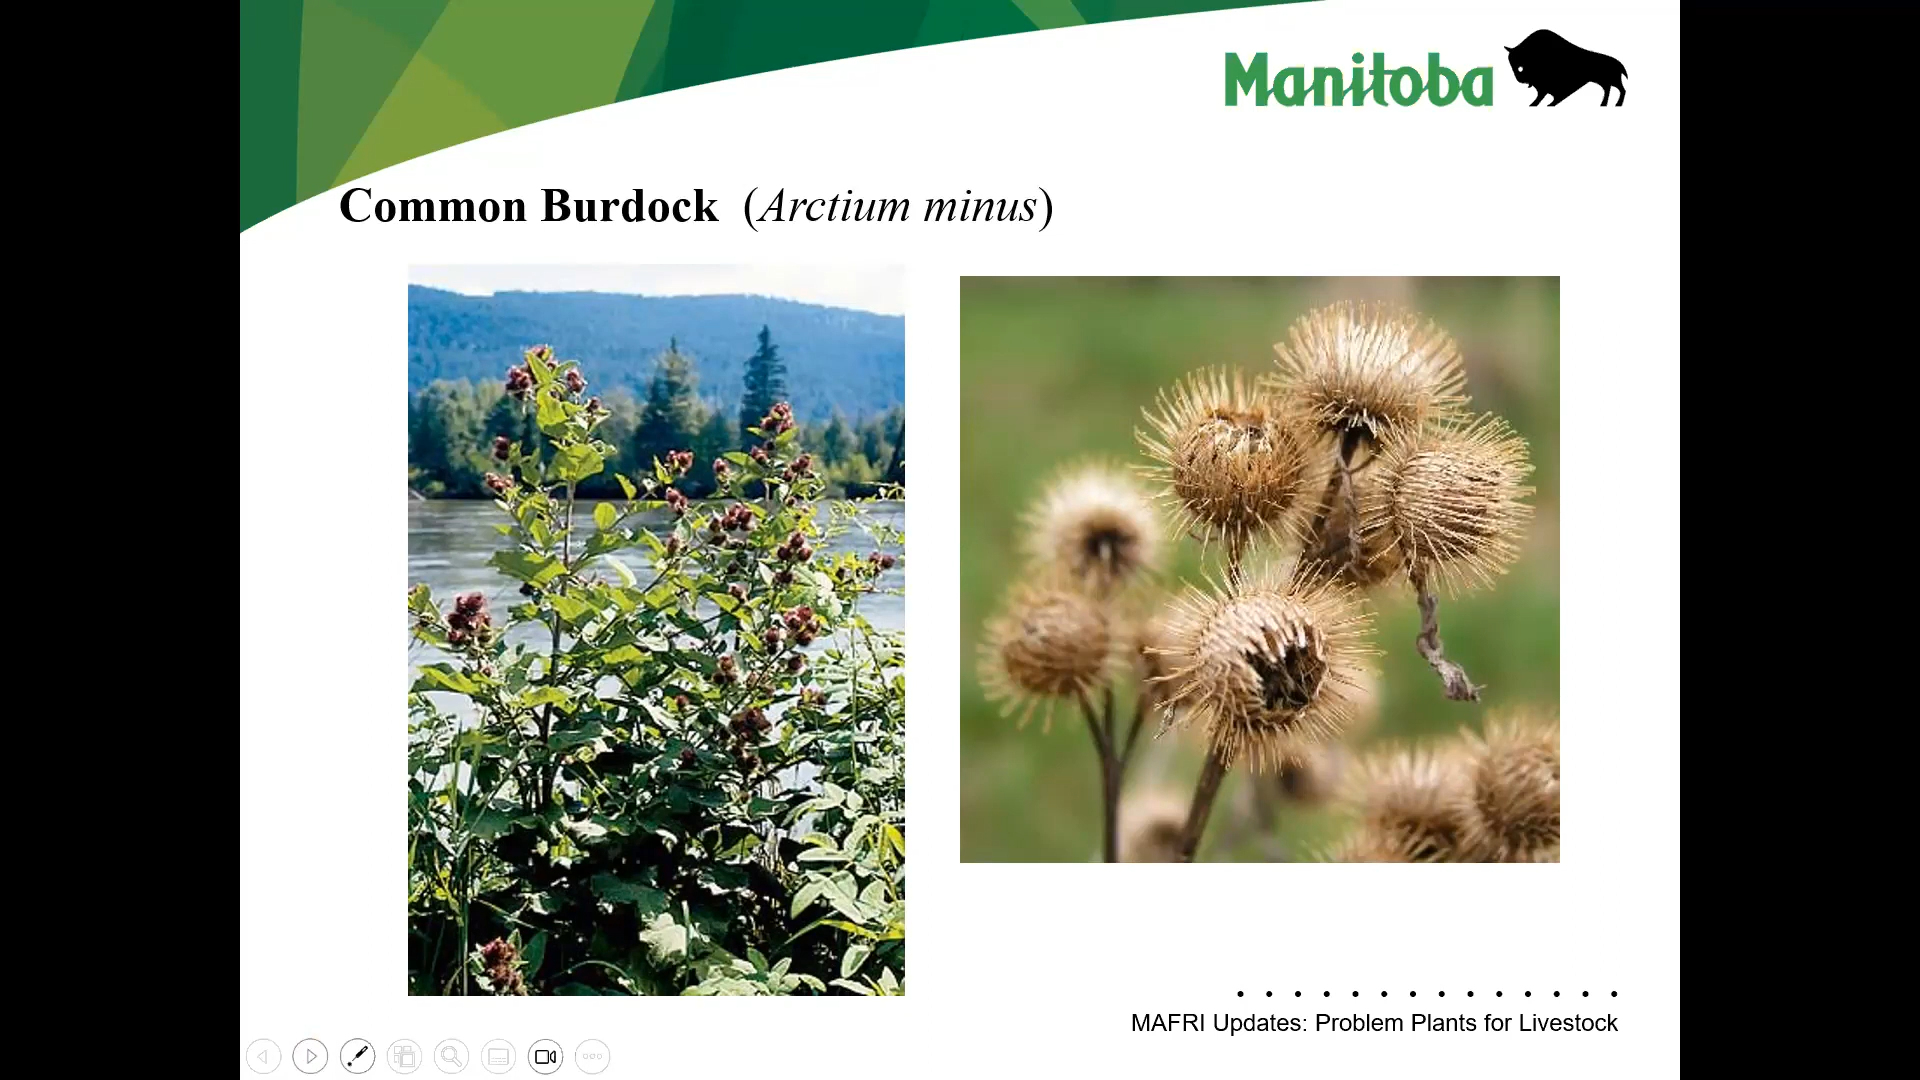 Manitoba
Common Burdock (Arctium minus)
MAFRI Updates: Problem Plants for Livestock